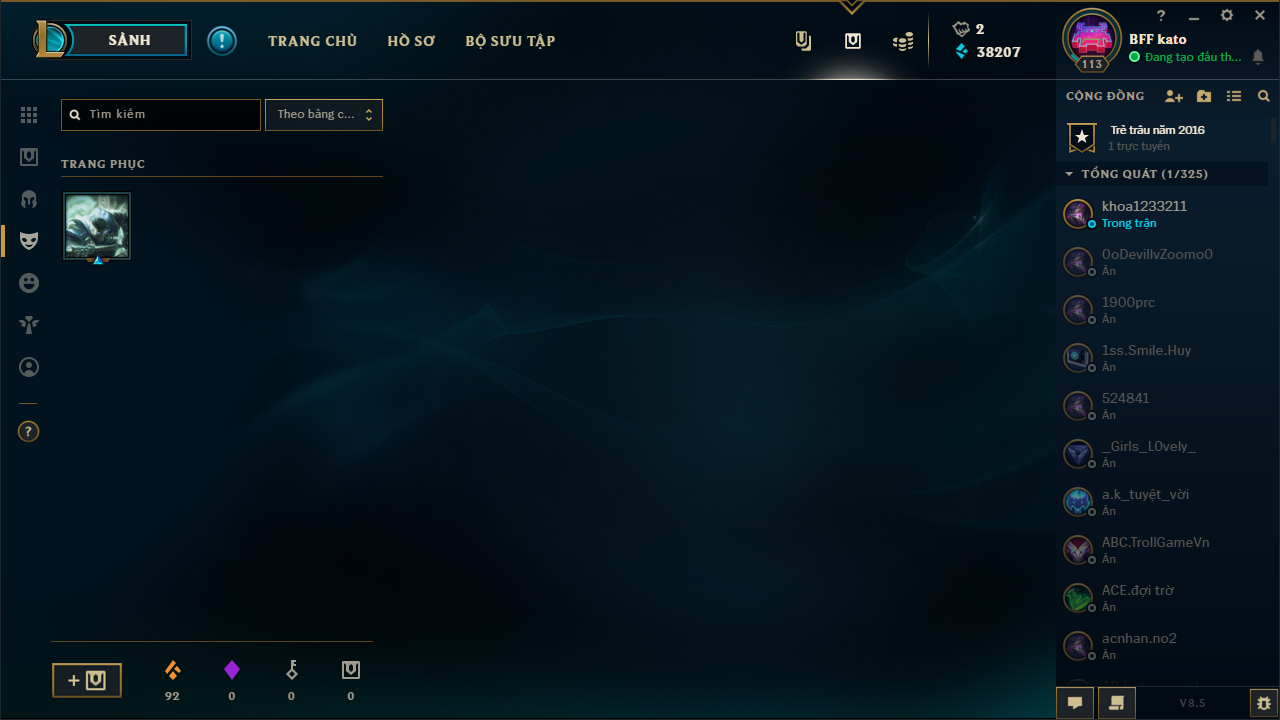 SẢNH
TRANG CHỦ
HỒ SƠ
BỘ SƯU TẬP
2
38207
?
113
BFF kato
Đang tạo đấu th...
Tìm kiếm
Theo bảng c...
TRANG PHỤC
?
92
0
0
0
CỘNG ĐỒNG
Trẻ trâu năm 2016
1 trực tuyến
TỔNG QUÁT (1/325)
khoa1233211
Trong trận
0oDevillvZoomo0
Ẩn
1900prc
Ẩn
1ss.Smile.Huy
Ẩn
524841
Ẩn
_Girls_L0vely_
Ẩn
a.k_tuyệt_vời
Ẩn
ABC.TrollGameVn
Ẩn
ACE.đợi trờ
Ẩn
acnhan.no2
Ẩn
V8.5